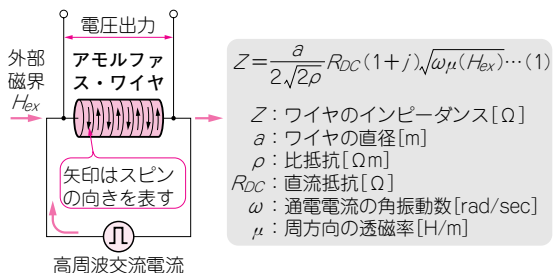 電圧出力
外部
磁界
Hex
アモルファ
ス・ワイヤ
矢印はスピン
の向きを表す
高周波交流電流
Z=a/(2√2ρ) R_DC(1+j)√ωμ(Hex)…(1)
Z：ワイヤのインピーダンス[Ω]
a：ワイヤの直径[m]
ρ：比抵抗[Ωm]
R_DC：直流抵抗[Ω]
ω：通電電流の角振動数[rad/sec]
μ：周方向の透磁率[H/m]